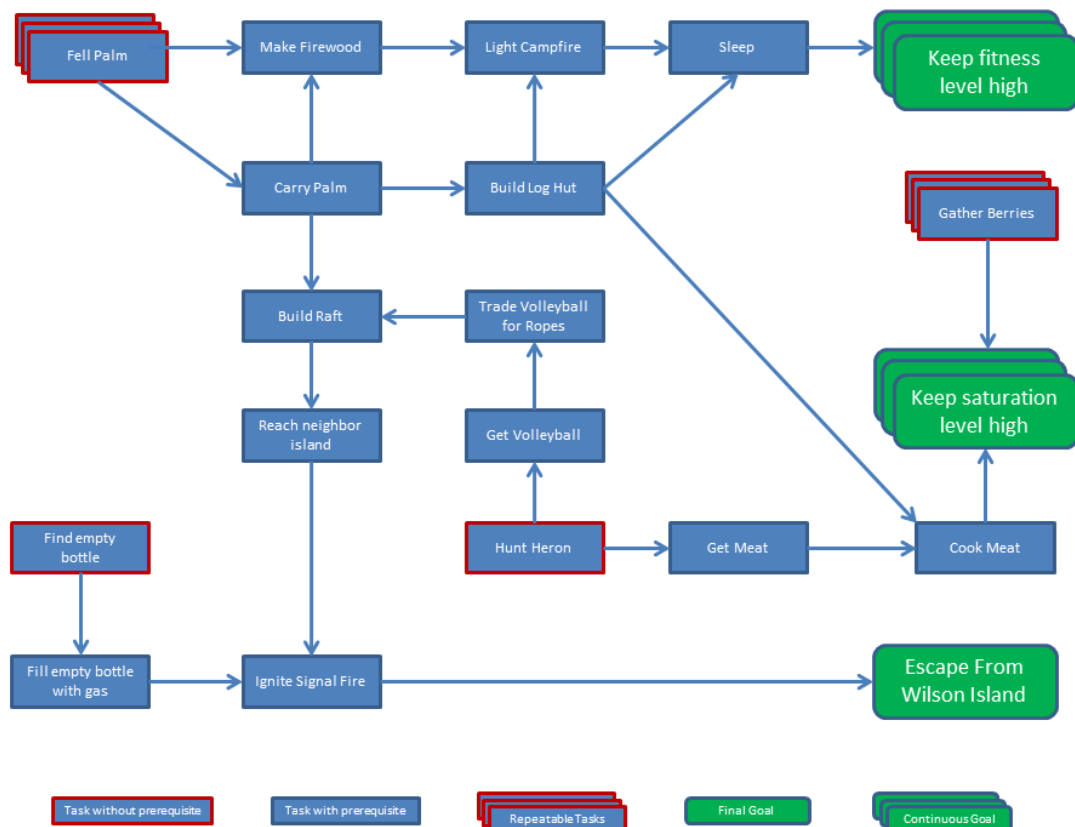 Fell Palm
Make Firewood
Light Campfire
Sleep
Keep fitness
level high
Carry Palm
Build Log Hut
Gather Berries
Build Raft
Trade Volleyball
for Ropes
Keep saturation
level high
Reach neighbor
island
Get Volleyball
Find empty
bottle
Hunt Heron
Get Meat
Cook Meat
Fill empty bottle
with gas
Ignite Signal Fire
Escape From
Wilson Island
Task without prerequisite
Task with prerequisite
Repeatable Tasks
Final Goal
Continuous Goal